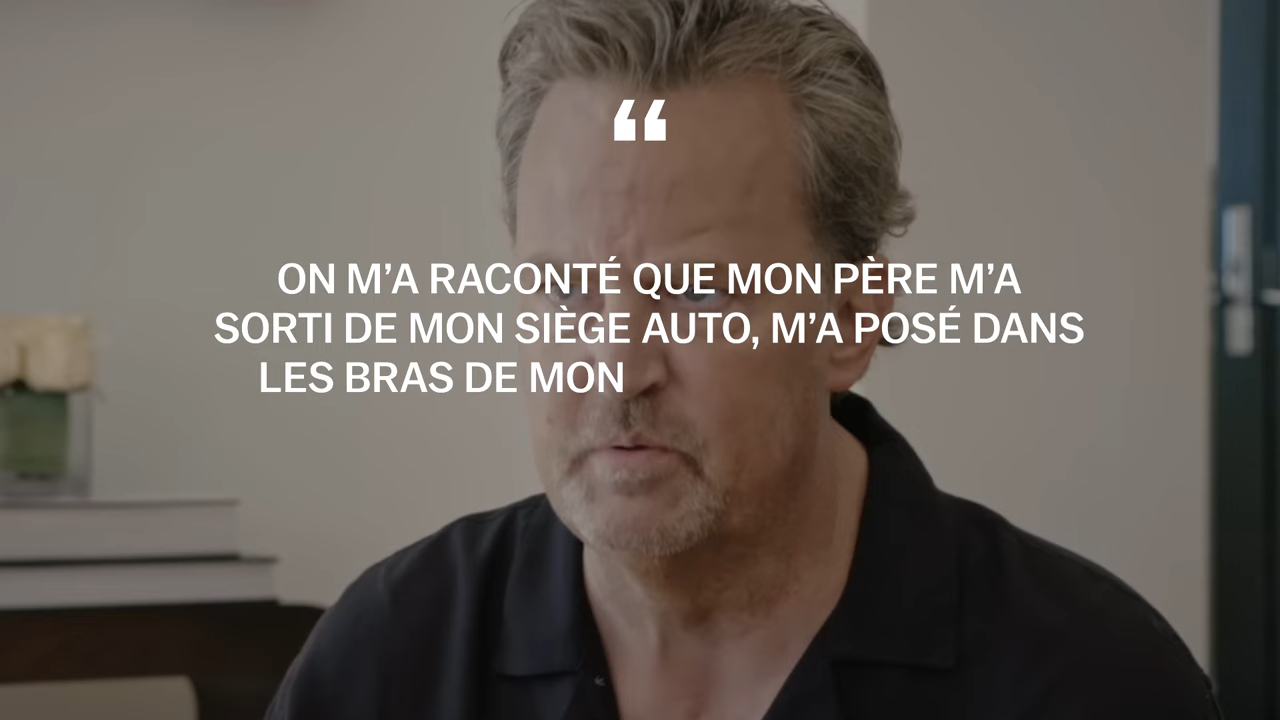 “
ON M’A RACONTÉ QUE MON PÈRE M’A
SORTI DE MON SIÈGE AUTO, M’A POSÉ DANS
LES BRAS DE MON